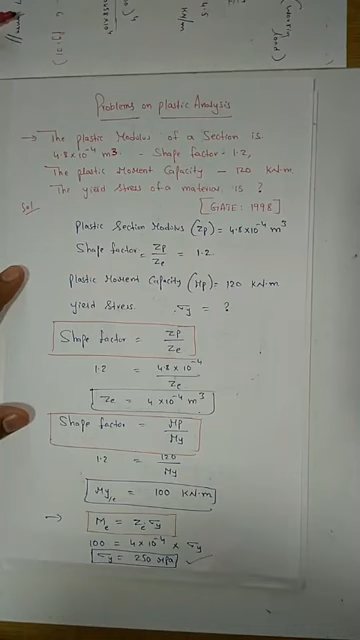 4.5
KN/m
(working
load)
Problems on plastic Analysis
→ The plastic Modulus of a Section is
4.8×10⁻⁴ m3. - Shape factor - 1.2,
The plastic Moment Capacity - 120 KN-m
The yield stress of a material is ?
Sol
[GATE: 1998]
plastic Section Modulus (Zp) = 4.8×10⁻⁴ m³
Shape factor = Zp/Ze = 1.2
plastic Moment Capacity (Mp) = 120 KN.m
yield stress σy = ?
Shape factor = Zp/Ze
1.2 = 4.8 × 10⁻⁴/Ze
Ze = 4×10⁻⁴ m³
Shape factor = Mp/My
1.2 = 120/My
My/e = 100 KN-m
→ Me = Ze σy
100 = 4×10⁻⁴ × σy
σy = 250 Mpa ✓